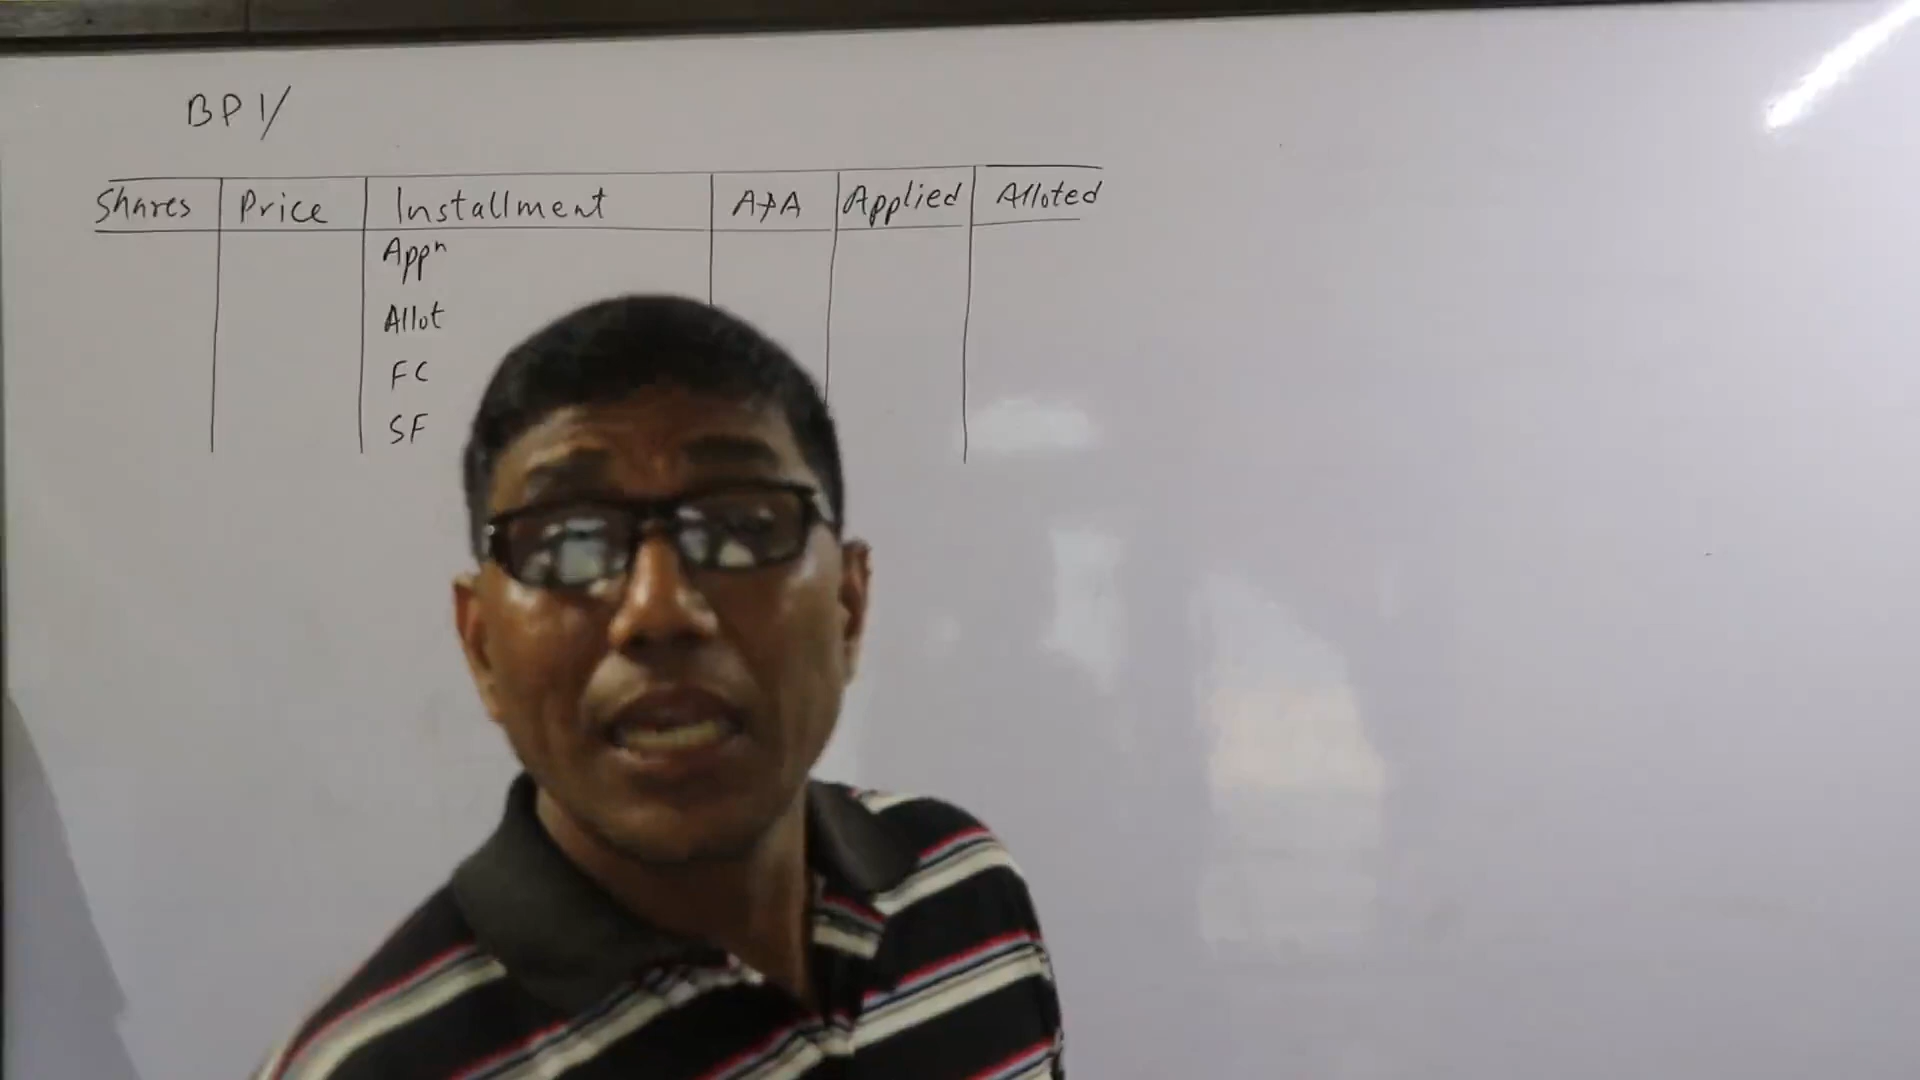 BP 1/
Shares Price Installment A+A Applied Alloted
Appⁿ
Allot
FC
SF